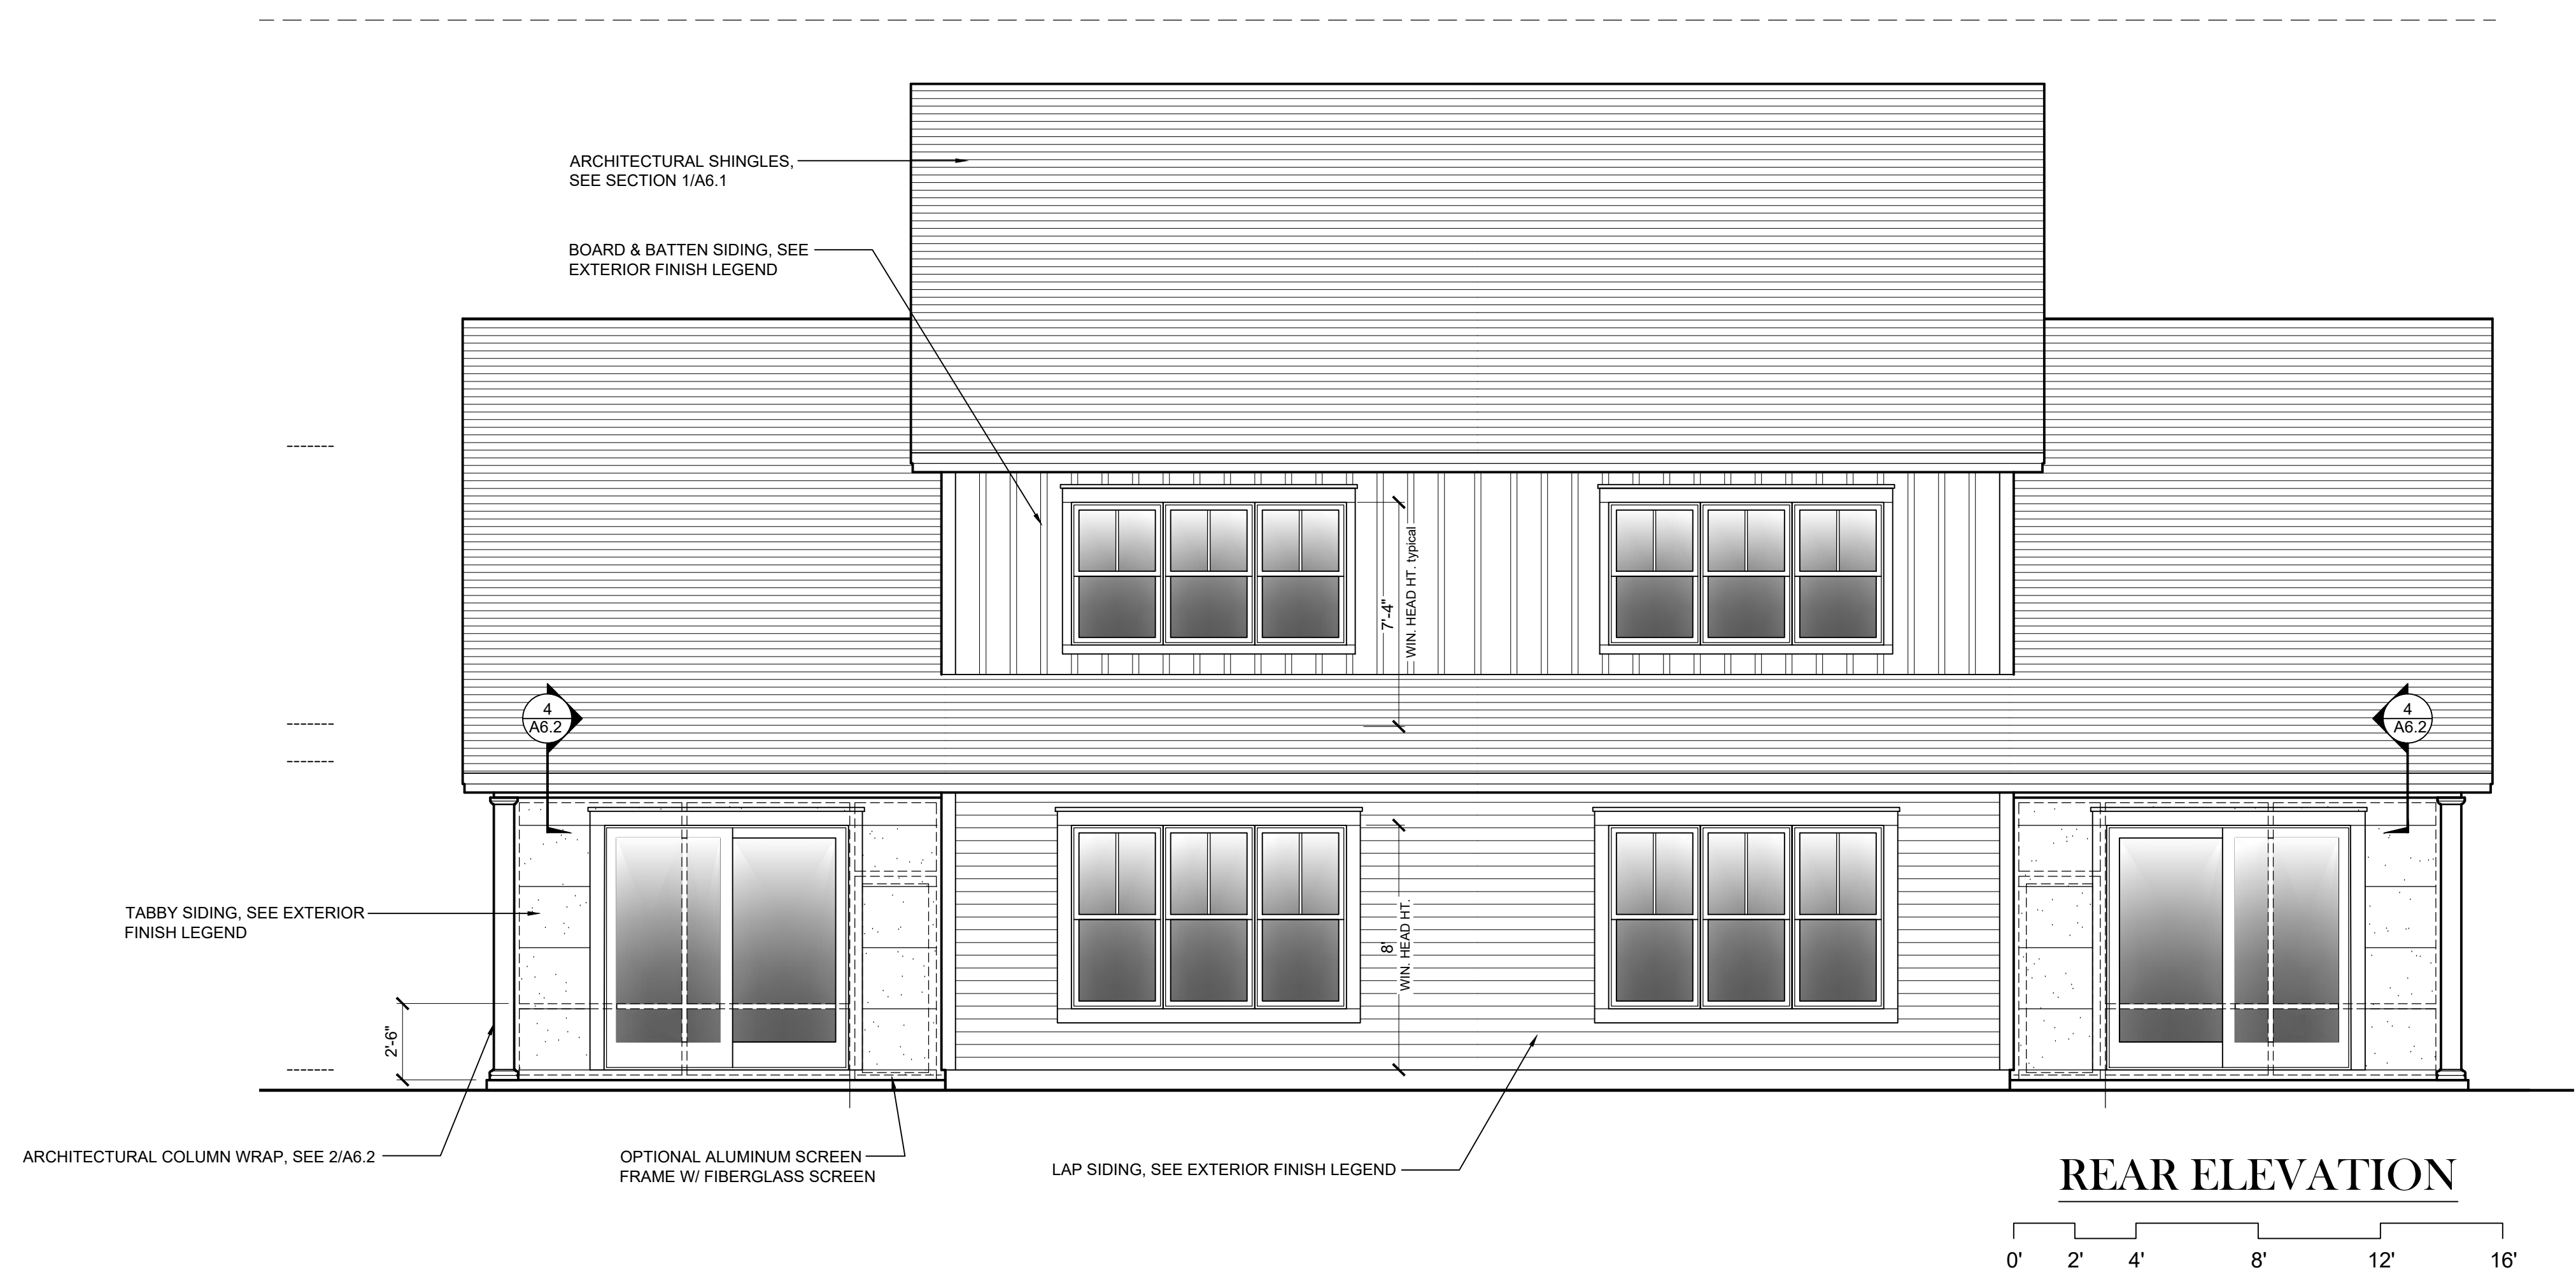 ARCHITECTURAL SHINGLES,
SEE SECTION 1/A6.1
BOARD & BATTEN SIDING, SEE
EXTERIOR FINISH LEGEND
7'-4"
WIN. HEAD HT. typical
4
A6.2
4
A6.2
TABBY SIDING, SEE EXTERIOR
FINISH LEGEND
8'
WIN. HEAD HT.
2'-6"
ARCHITECTURAL COLUMN WRAP, SEE 2/A6.2
OPTIONAL ALUMINUM SCREEN
FRAME W/ FIBERGLASS SCREEN
LAP SIDING, SEE EXTERIOR FINISH LEGEND
REAR ELEVATION
0' 2' 4' 8' 12' 16'